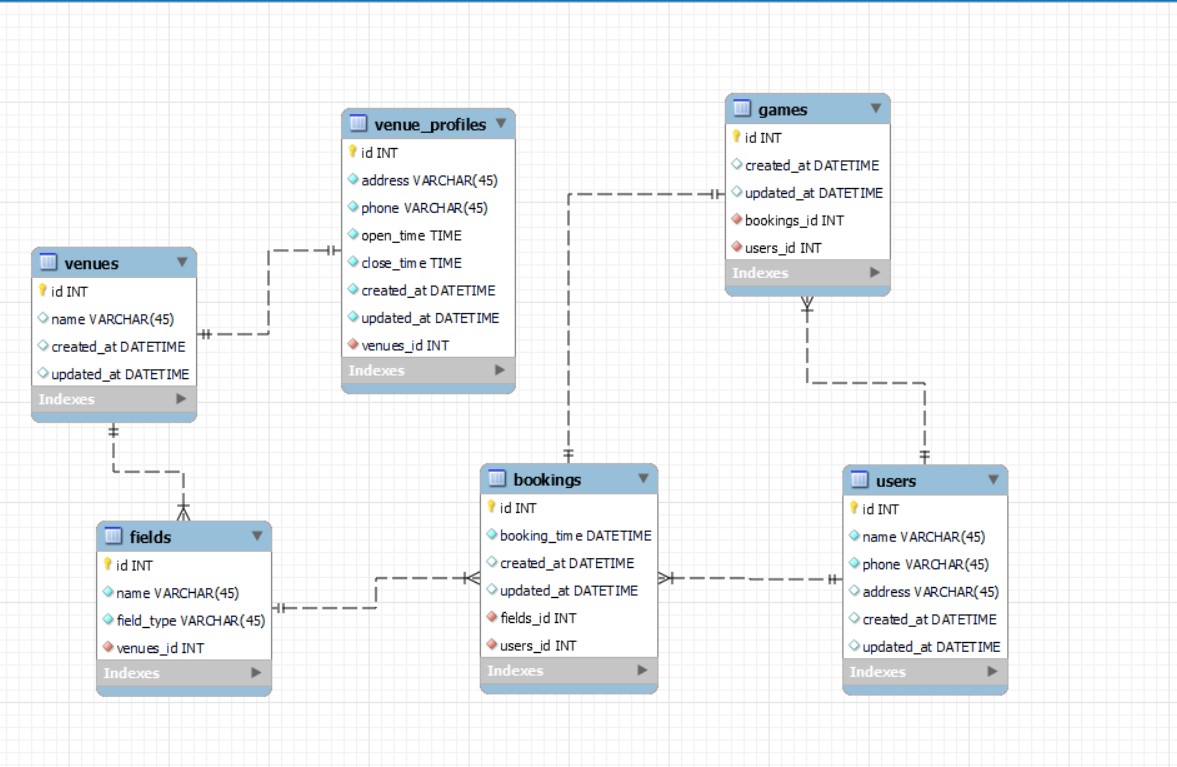 venues
id INT
name VARCHAR(45)
created_at DATETIME
updated_at DATETIME
Indexes
venue_profiles
id INT
address VARCHAR(45)
phone VARCHAR(45)
open_time TIME
close_time TIME
created_at DATETIME
updated_at DATETIME
venues_id INT
Indexes
games
id INT
created_at DATETIME
updated_at DATETIME
bookings_id INT
users_id INT
Indexes
fields
id INT
name VARCHAR(45)
field_type VARCHAR(45)
venues_id INT
Indexes
bookings
id INT
booking_time DATETIME
created_at DATETIME
updated_at DATETIME
fields_id INT
users_id INT
Indexes
users
id INT
name VARCHAR(45)
phone VARCHAR(45)
address VARCHAR(45)
created_at DATETIME
updated_at DATETIME
Indexes